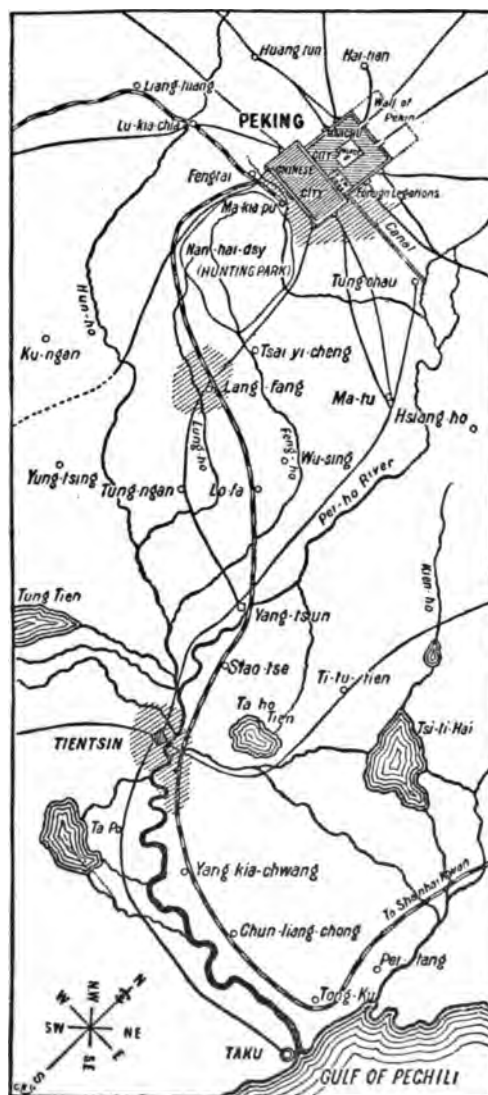 Huang tun
Hai-tien
Liang-hiang
Wall of
Pekin
Lu-kia-chia
PEKING
CITY
CHINESE
CITY
Foreign Legations
Canal
Fengtai
Ma-kia pu
Nan-hai-dsy
(HUNTING PARK)
Tung chau
Hun-ho
Ku-ngan
Tsai yi-cheng
Lang-fang
Ma-tu
Hsiang-ho
Lung-ho
Feng-ho
Wu-sing
Yung-tsing
Tung-ngan
Lo-fa
Pei-ho River
Kien-ho
Tung Tien
Yang-tsun
Siao-tse
Ti-tu-tien
Ta ho
Tien
Tsi-li-Hai
TIENTSIN
Ta Po
Yang kia-chwang
To Shanhai Kwan
Chun-liang-chong
Pei-tang
Tong-Ku
TAKU
GULF OF PECHILI
N
NW
W
NE
SW
E
SE
S